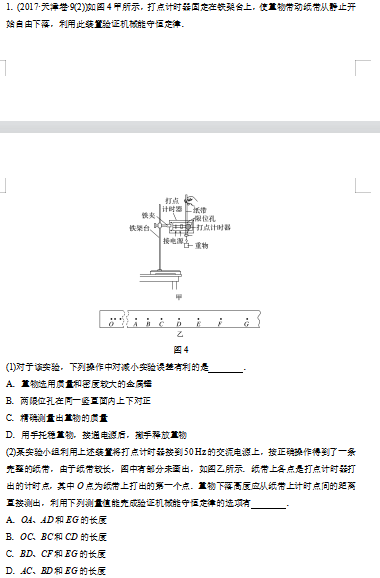 1. (2017·天津卷·9(2))如图4甲所示，打点计时器固定在铁架台上，使重物带动纸带从静止开
始自由下落，利用此装置验证机械能守恒定律.
打点
计时器
纸带
限位孔
铁夹
打点计时器
铁架台
接电源
重物
甲
O A B C D E F G
乙
图4
(1)对于该实验，下列操作中对减小实验误差有利的是________.
A. 重物选用质量和密度较大的金属锤
B. 两限位孔在同一竖直面内上下对正
C. 精确测量出重物的质量
D. 用手托稳重物，接通电源后，撤手释放重物
(2)某实验小组利用上述装置将打点计时器接到50 Hz的交流电源上，按正确操作得到了一条
完整的纸带，由于纸带较长，图中有部分未画出，如图乙所示. 纸带上各点是打点计时器打
出的计时点，其中O点为纸带上打出的第一个点. 重物下落高度应从纸带上计时点间的距离
直接测出，利用下列测量值能完成验证机械能守恒定律的选项有________.
A. OA、AD和EG的长度
B. OC、BC和CD的长度
C. BD、CF和EG的长度
D. AC、BD和EG的长度